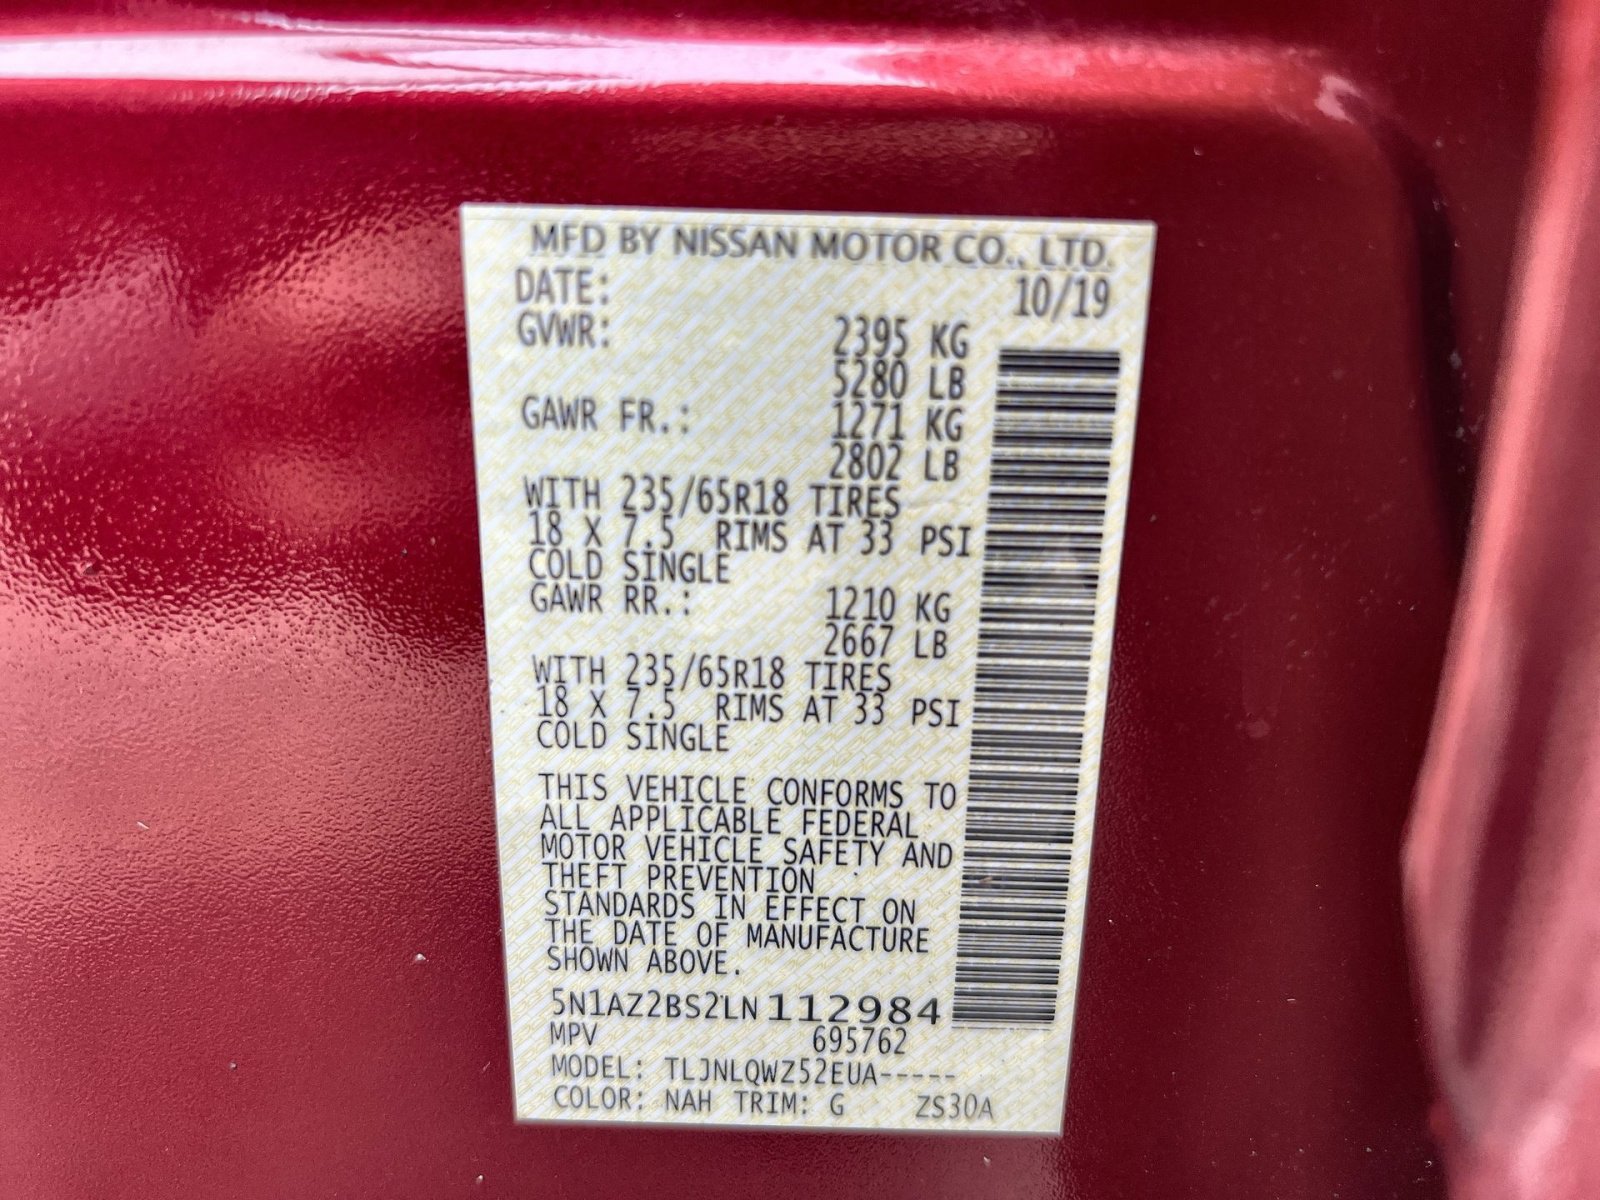 MFD BY NISSAN MOTOR CO., LTD.
DATE: 10/19
GVWR: 2395 KG
5280 LB
GAWR FR.: 1271 KG
2802 LB
WITH 235/65R18 TIRES
18 X 7.5 RIMS AT 33 PSI
COLD SINGLE
GAWR RR.: 1210 KG
2667 LB
WITH 235/65R18 TIRES
18 X 7.5 RIMS AT 33 PSI
COLD SINGLE
THIS VEHICLE CONFORMS TO
ALL APPLICABLE FEDERAL
MOTOR VEHICLE SAFETY AND
THEFT PREVENTION
STANDARDS IN EFFECT ON
THE DATE OF MANUFACTURE
SHOWN ABOVE.
5N1AZ2BS2LN112984
MPV 695762
MODEL: TLJNLQWZ52EUA-----
COLOR: NAH TRIM: G ZS30A